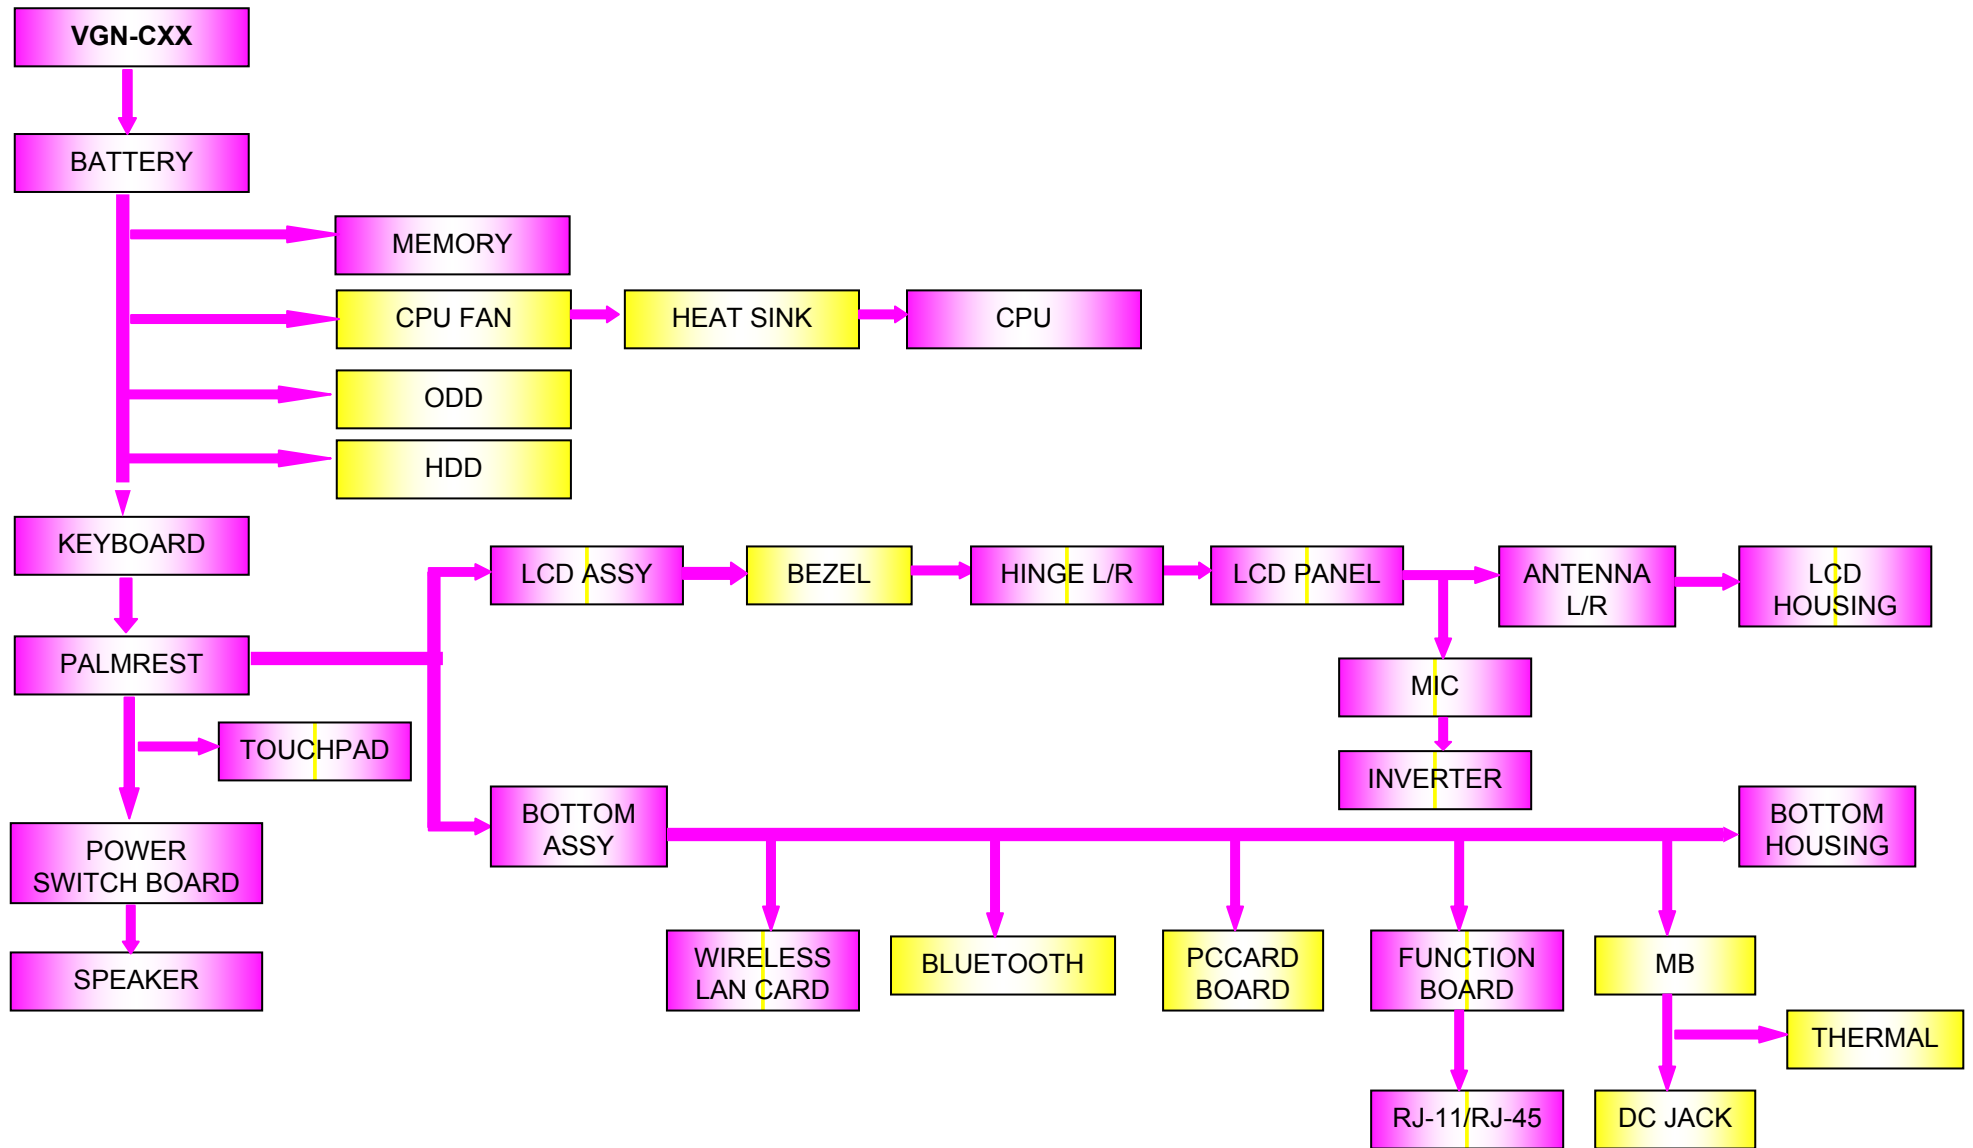 VGN-CXX
BATTERY
MEMORY
CPU FAN
HEAT SINK
CPU
ODD
HDD
KEYBOARD
LCD ASSY
BEZEL
HINGE L/R
LCD PANEL
ANTENNA
L/R
LCD
HOUSING
PALMREST
MIC
TOUCHPAD
INVERTER
BOTTOM
ASSY
BOTTOM
HOUSING
POWER
SWITCH BOARD
SPEAKER
WIRELESS
LAN CARD
BLUETOOTH
PCCARD
BOARD
FUNCTION
BOARD
MB
THERMAL
RJ-11/RJ-45
DC JACK